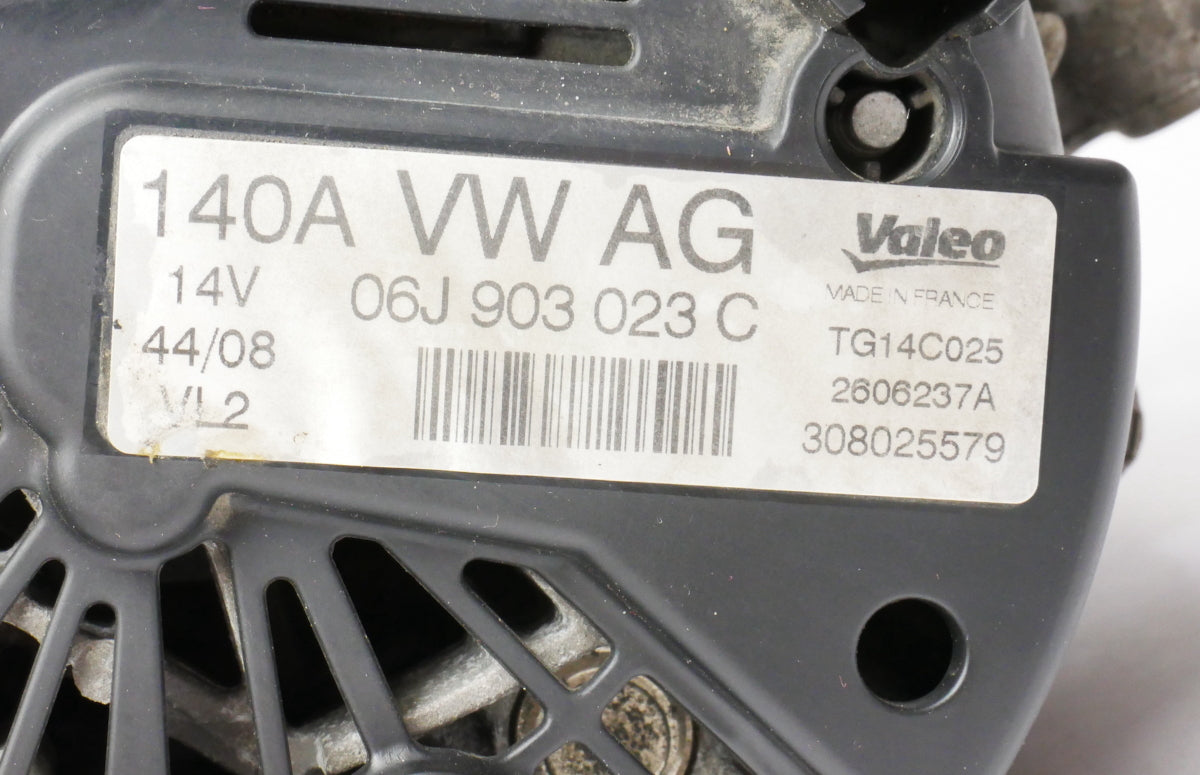 140A VW AG
14V
06J 903 023 C
44/08
VL2
Valeo
MADE IN FRANCE
TG14C025
2606237A
308025579